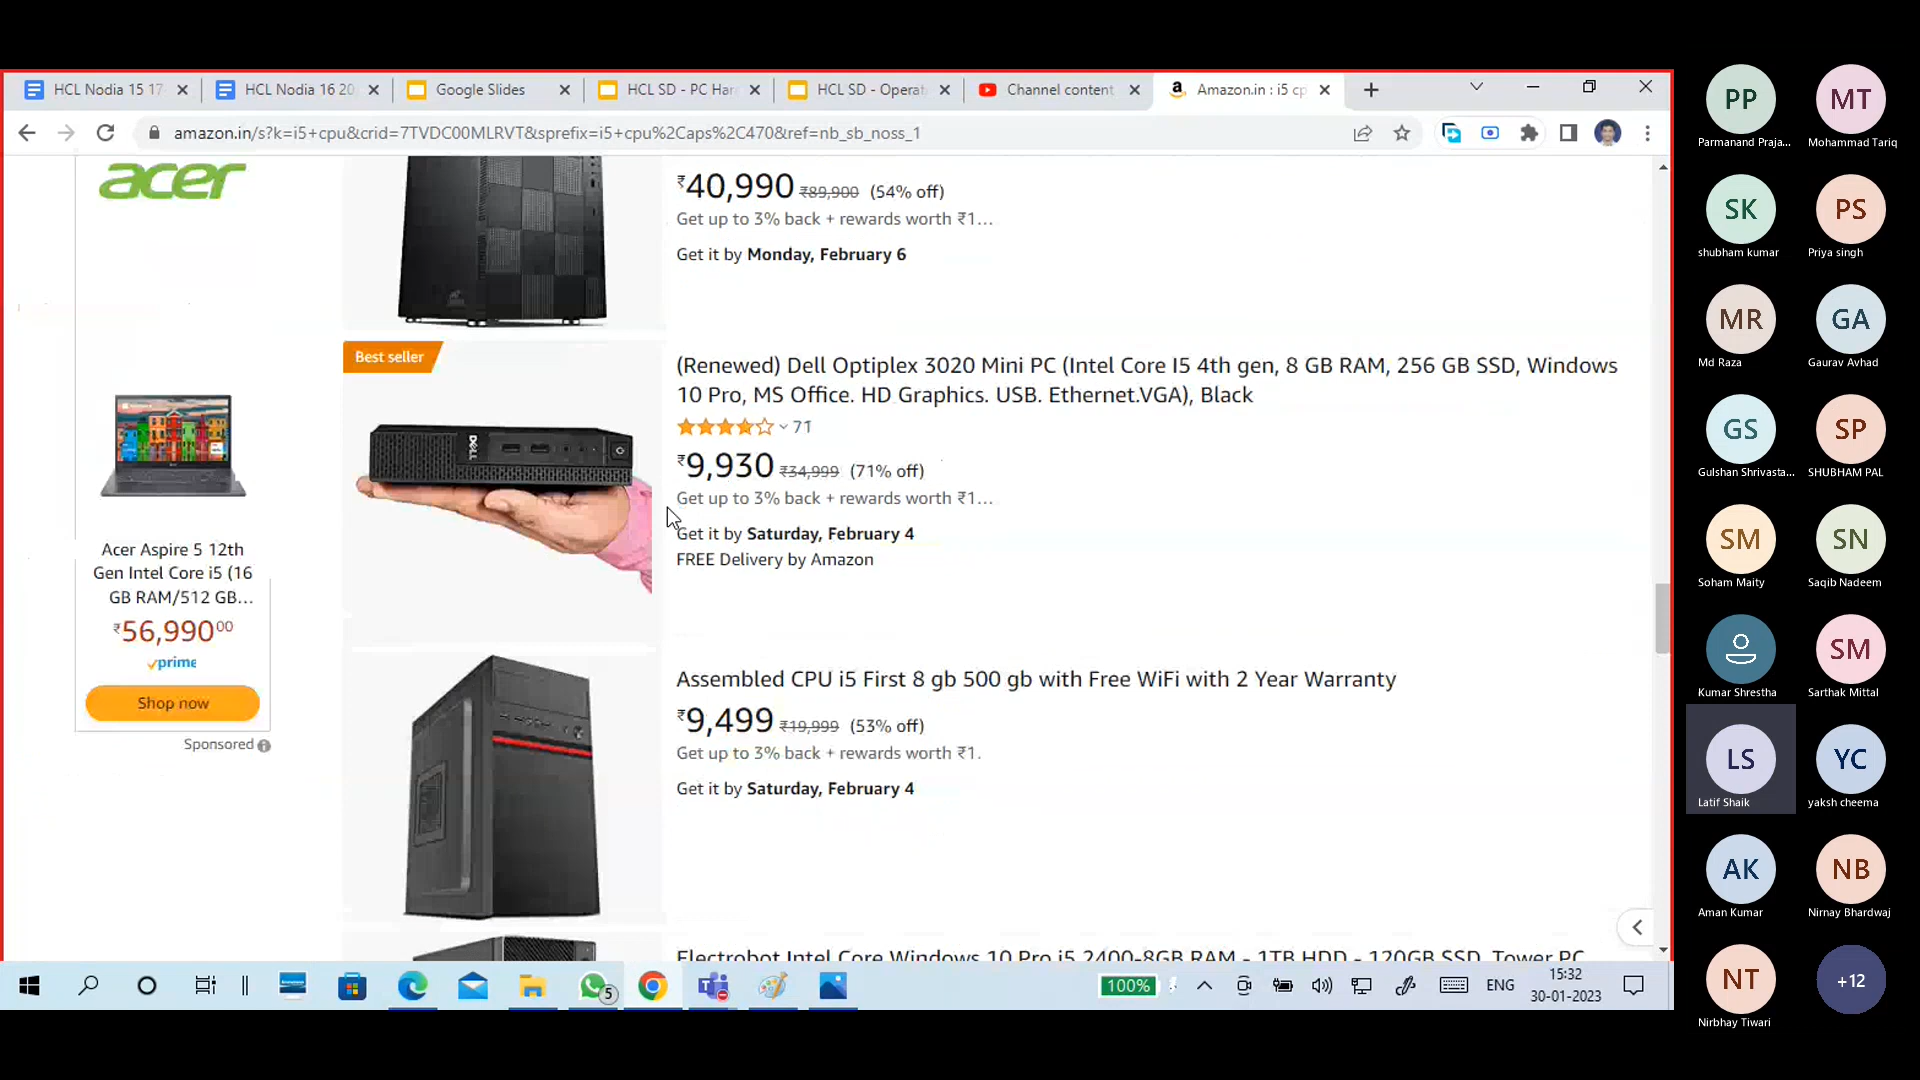 HCL Nodia 15 17
HCL Nodia 16 20
Google Slides
HCL SD - PC Har
HCL SD - Operat
Channel content
Amazon.in : i5 cp
amazon.in/s?k=i5+cpu&crid=7TVDC00MLRVT&sprefix=i5+cpu%2Caps%2C470&ref=nb_sb_noss_1
acer
Acer Aspire 5 12th
Gen Intel Core i5 (16
GB RAM/512 GB...
₹56,990⁰⁰
prime
Shop now
Sponsored
₹40,990 ₹89,900 (54% off)
Get up to 3% back + rewards worth ₹1...
Get it by Monday, February 6
Best seller
DELL
(Renewed) Dell Optiplex 3020 Mini PC (Intel Core I5 4th gen, 8 GB RAM, 256 GB SSD, Windows
10 Pro, MS Office. HD Graphics. USB. Ethernet.VGA), Black
71
₹9,930 ₹34,999 (71% off)
Get up to 3% back + rewards worth ₹1...
Get it by Saturday, February 4
FREE Delivery by Amazon
Assembled CPU i5 First 8 gb 500 gb with Free WiFi with 2 Year Warranty
₹9,499 ₹19,999 (53% off)
Get up to 3% back + rewards worth ₹1.
Get it by Saturday, February 4
Electrobot Intel Core Windows 10 Pro i5 2400-8GB RAM - 1TB HDD - 120GB SSD, Tower PC
5
100%
ENG
15:32
30-01-2023
PP
Parmanand Praja...
MT
Mohammad Tariq
SK
shubham kumar
PS
Priya singh
MR
Md Raza
GA
Gaurav Avhad
GS
Gulshan Shrivasta...
SP
SHUBHAM PAL
SM
Soham Maity
SN
Saqib Nadeem
Kumar Shrestha
SM
Sarthak Mittal
LS
Latif Shaik
YC
yaksh cheema
AK
Aman Kumar
NB
Nirnay Bhardwaj
NT
Nirbhay Tiwari
+12